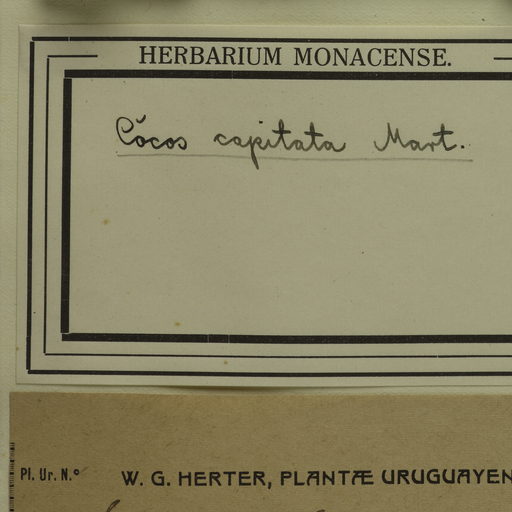 HERBARIUM MONACENSE.
Cocos capitata Mart.
Pl. Ur. N.º
W. G. HERTER, PLANTÆ URUGUAYEN